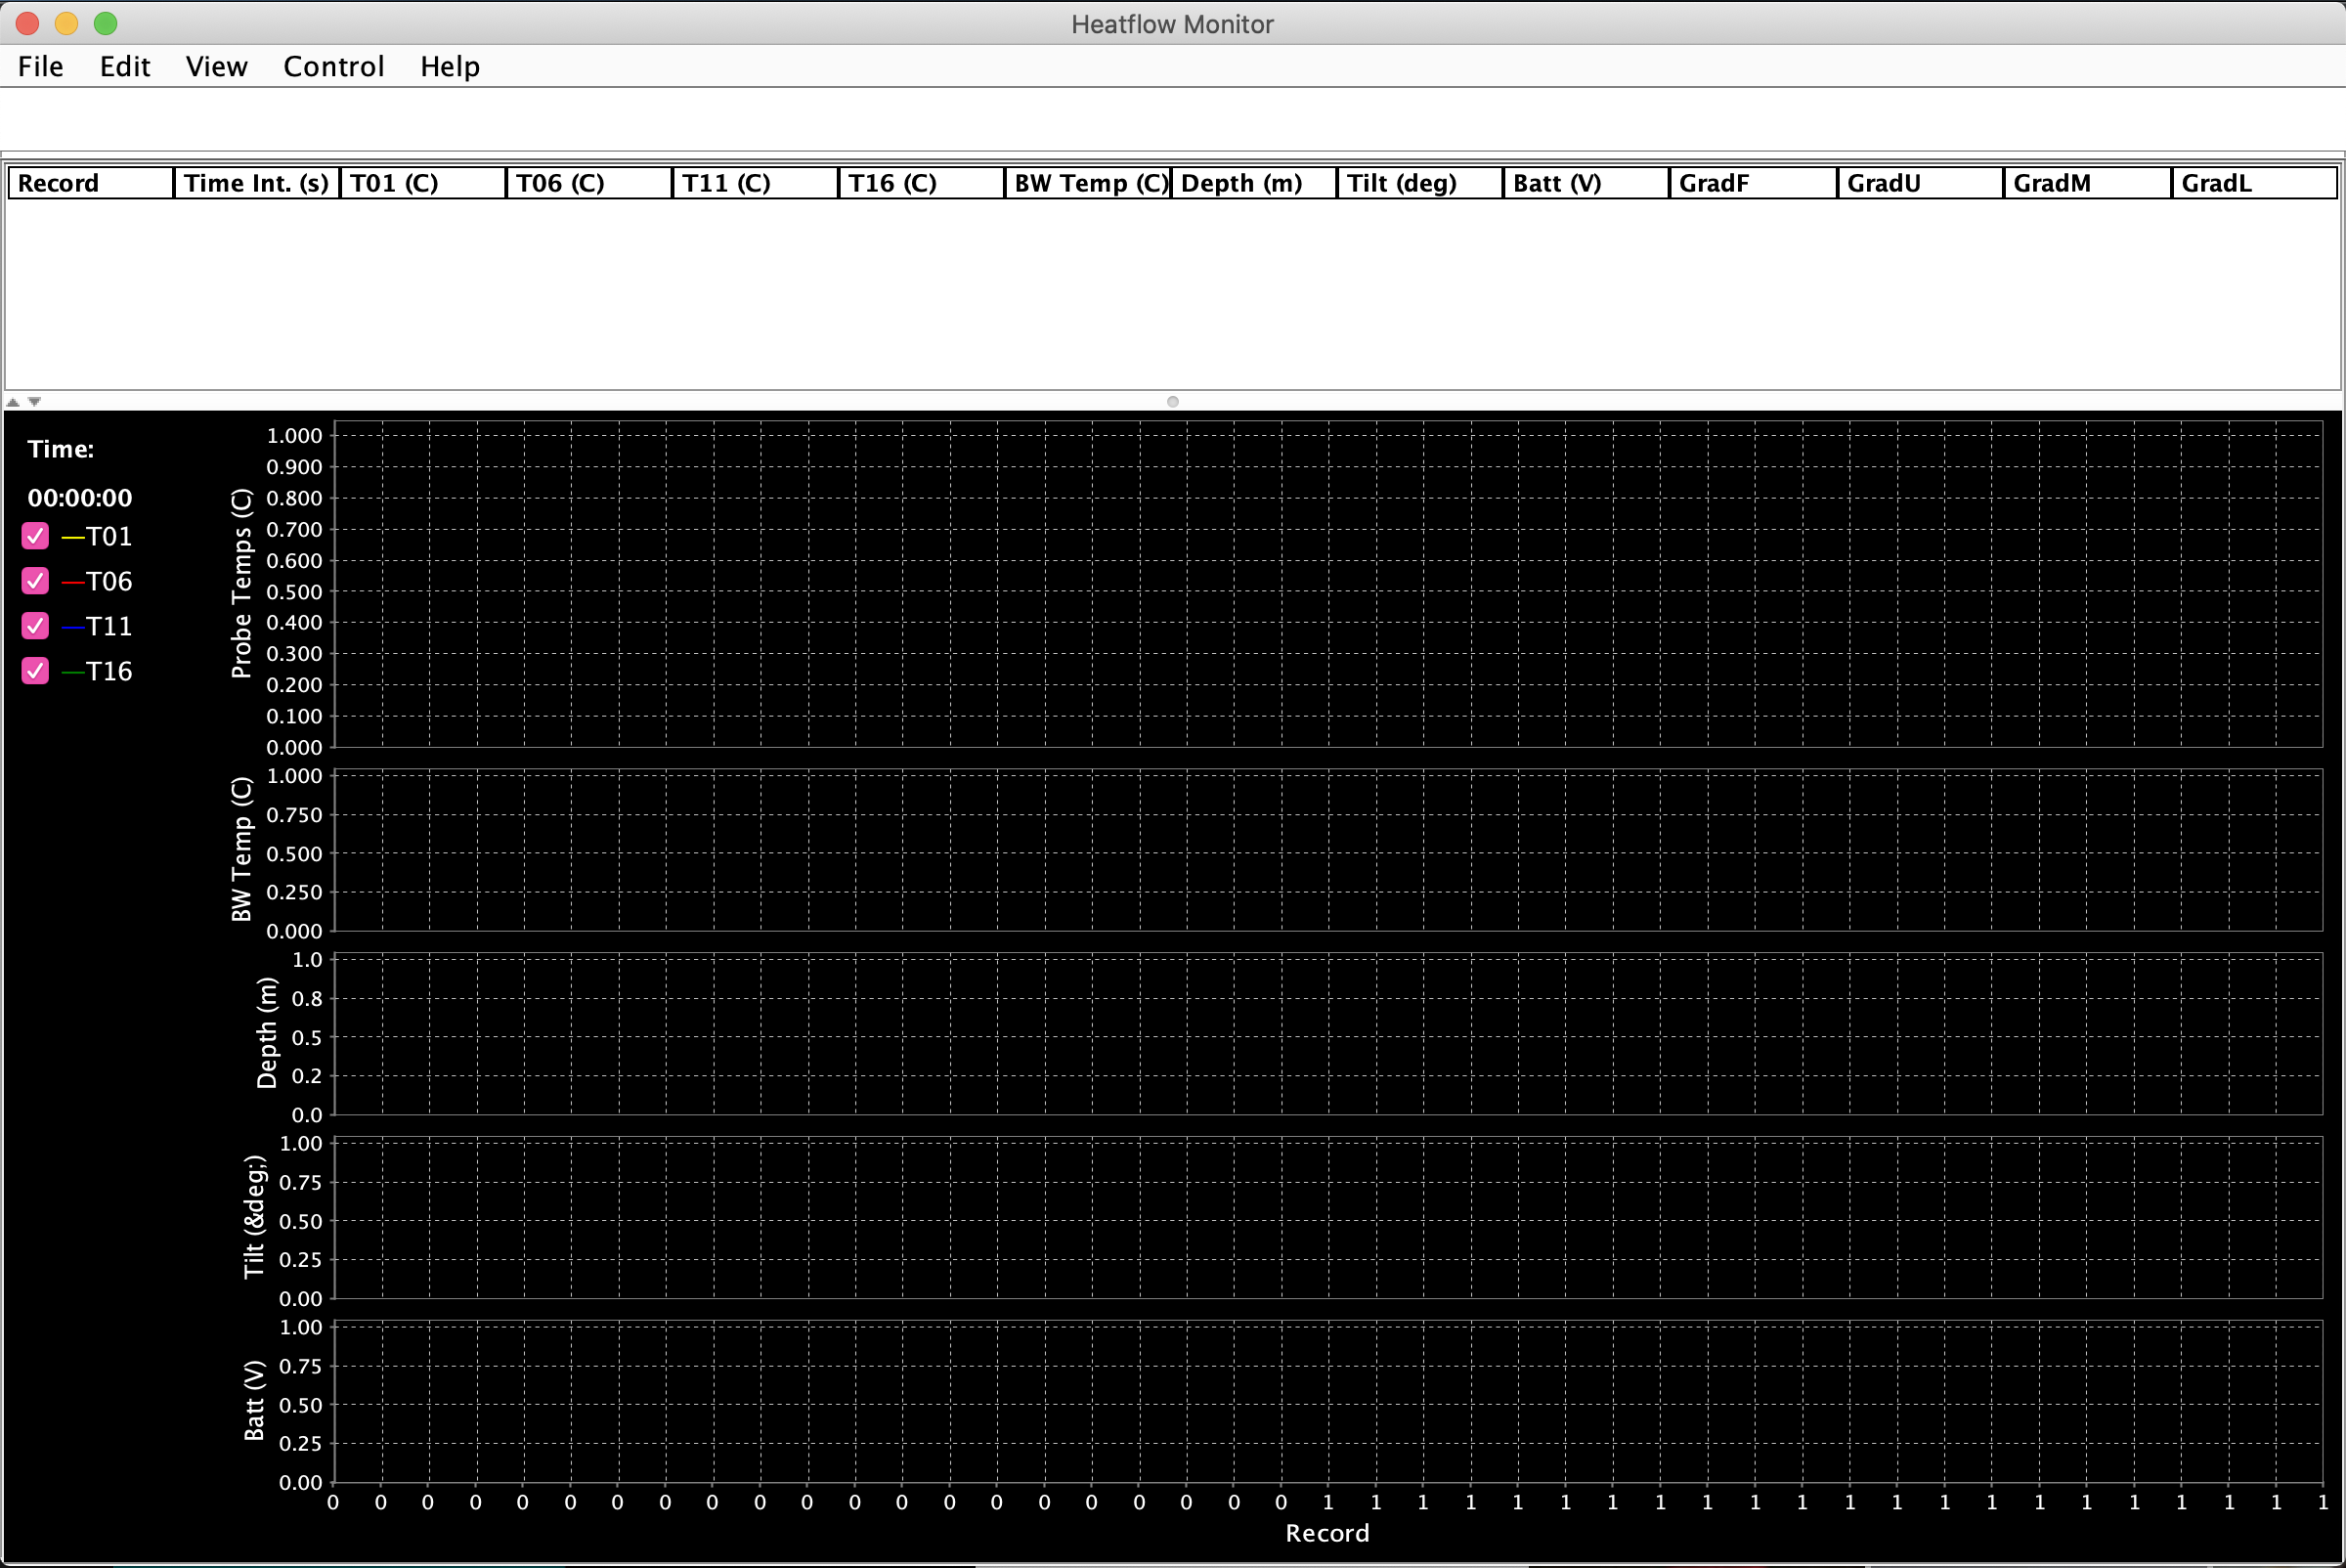 Heatflow Monitor
File Edit View Control Help
Record Time Int. (s) T01 (C) T06 (C) T11 (C) T16 (C) BW Temp (C) Depth (m) Tilt (deg) Batt (V) GradF GradU GradM GradL
Time:
00:00:00
T01
T06
T11
T16
Probe Temps (C)
1.000
0.900
0.800
0.700
0.600
0.500
0.400
0.300
0.200
0.100
0.000
BW Temp (C)
1.000
0.750
0.500
0.250
0.000
Depth (m)
1.0
0.8
0.5
0.2
0.0
Tilt (&deg;)
1.00
0.75
0.50
0.25
0.00
Batt (V)
1.00
0.75
0.50
0.25
0.00
0 0 0 0 0 0 0 0 0 0 0 0 0 0 0 0 0 0 0 0 0 1 1 1 1 1 1 1 1 1 1 1 1 1 1 1 1 1 1 1 1 1 1
Record